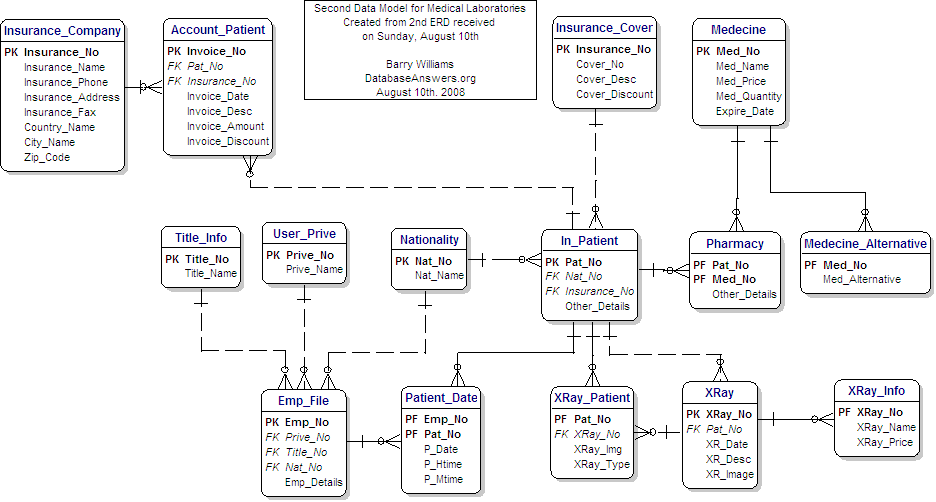 Second Data Model for Medical Laboratories
Created from 2nd ERD received
on Sunday, August 10th
Barry Williams
DatabaseAnswers.org
August 10th. 2008
Insurance_Company
PK Insurance_No
Insurance_Name
Insurance_Phone
Insurance_Address
Insurance_Fax
Country_Name
City_Name
Zip_Code
Account_Patient
PK Invoice_No
FK Pat_No
FK Insurance_No
Invoice_Date
Invoice_Desc
Invoice_Amount
Invoice_Discount
Insurance_Cover
PK Insurance_No
Cover_No
Cover_Desc
Cover_Discount
Medecine
PK Med_No
Med_Name
Med_Price
Med_Quantity
Expire_Date
Title_Info
PK Title_No
Title_Name
User_Prive
PK Prive_No
Prive_Name
Nationality
PK Nat_No
Nat_Name
In_Patient
PK Pat_No
FK Nat_No
FK Insurance_No
Other_Details
Pharmacy
PF Pat_No
PF Med_No
Other_Details
Medecine_Alternative
PF Med_No
Med_Alternative
Emp_File
PK Emp_No
FK Prive_No
FK Title_No
FK Nat_No
Emp_Details
Patient_Date
PF Emp_No
PF Pat_No
P_Date
P_Htime
P_Mtime
XRay_Patient
PF Pat_No
FK XRay_No
XRay_Img
XRay_Type
XRay
PK XRay_No
FK Pat_No
XR_Date
XR_Desc
XR_Image
XRay_Info
PF XRay_No
XRay_Name
XRay_Price